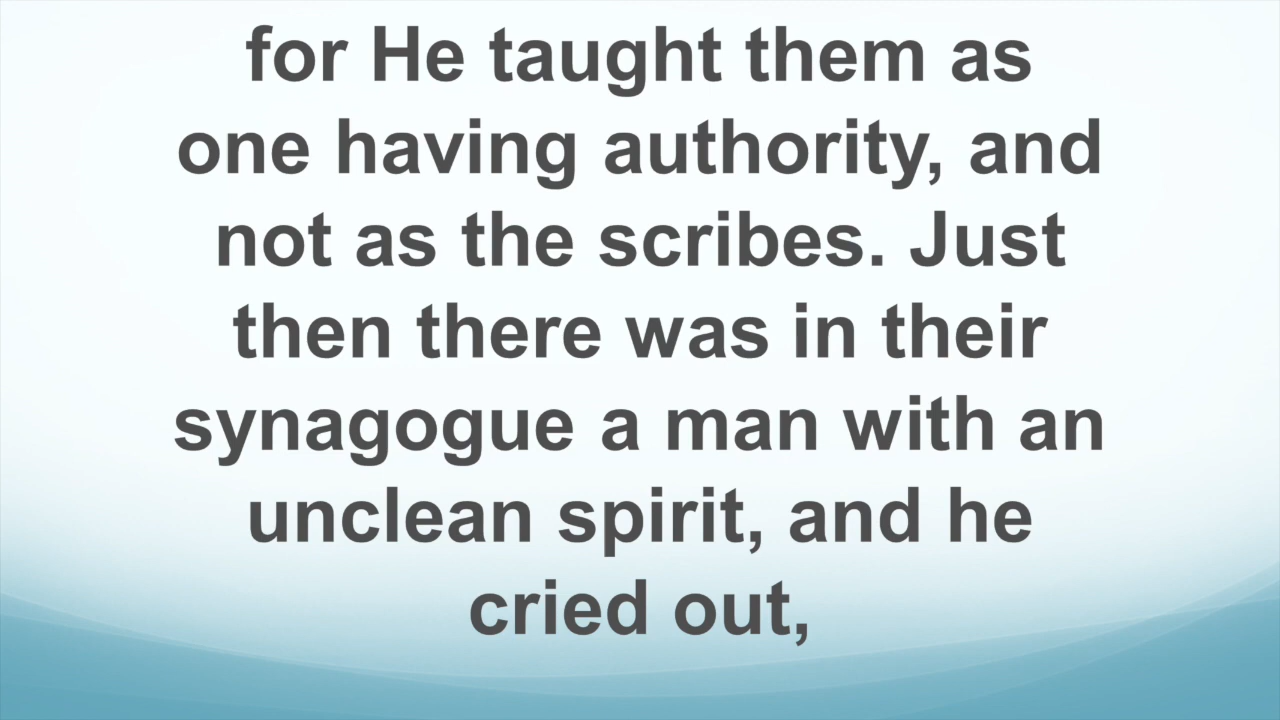 for He taught them as
one having authority, and
not as the scribes. Just
then there was in their
synagogue a man with an
unclean spirit, and he
cried out,